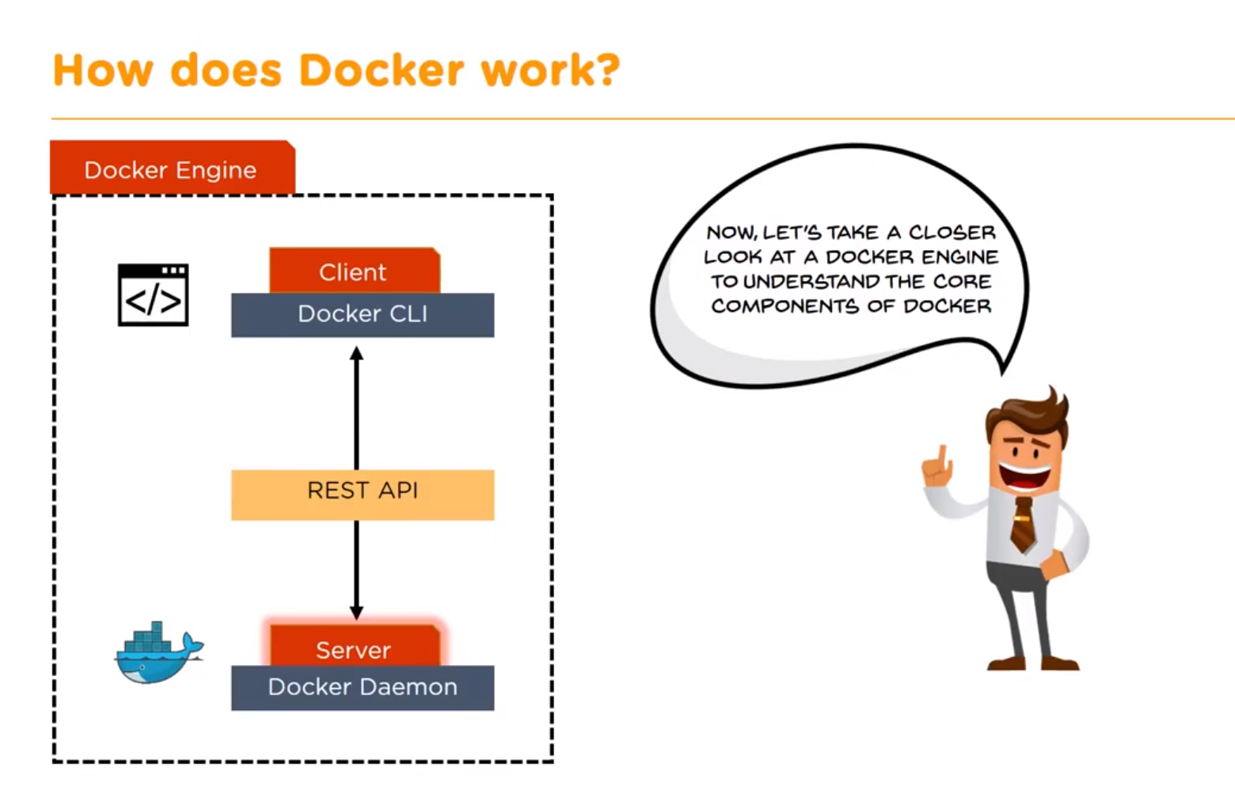 How does Docker work?
Docker Engine
Client
Docker CLI
REST API
Server
Docker Daemon
NOW, LET'S TAKE A CLOSER
LOOK AT A DOCKER ENGINE
TO UNDERSTAND THE CORE
COMPONENTS OF DOCKER